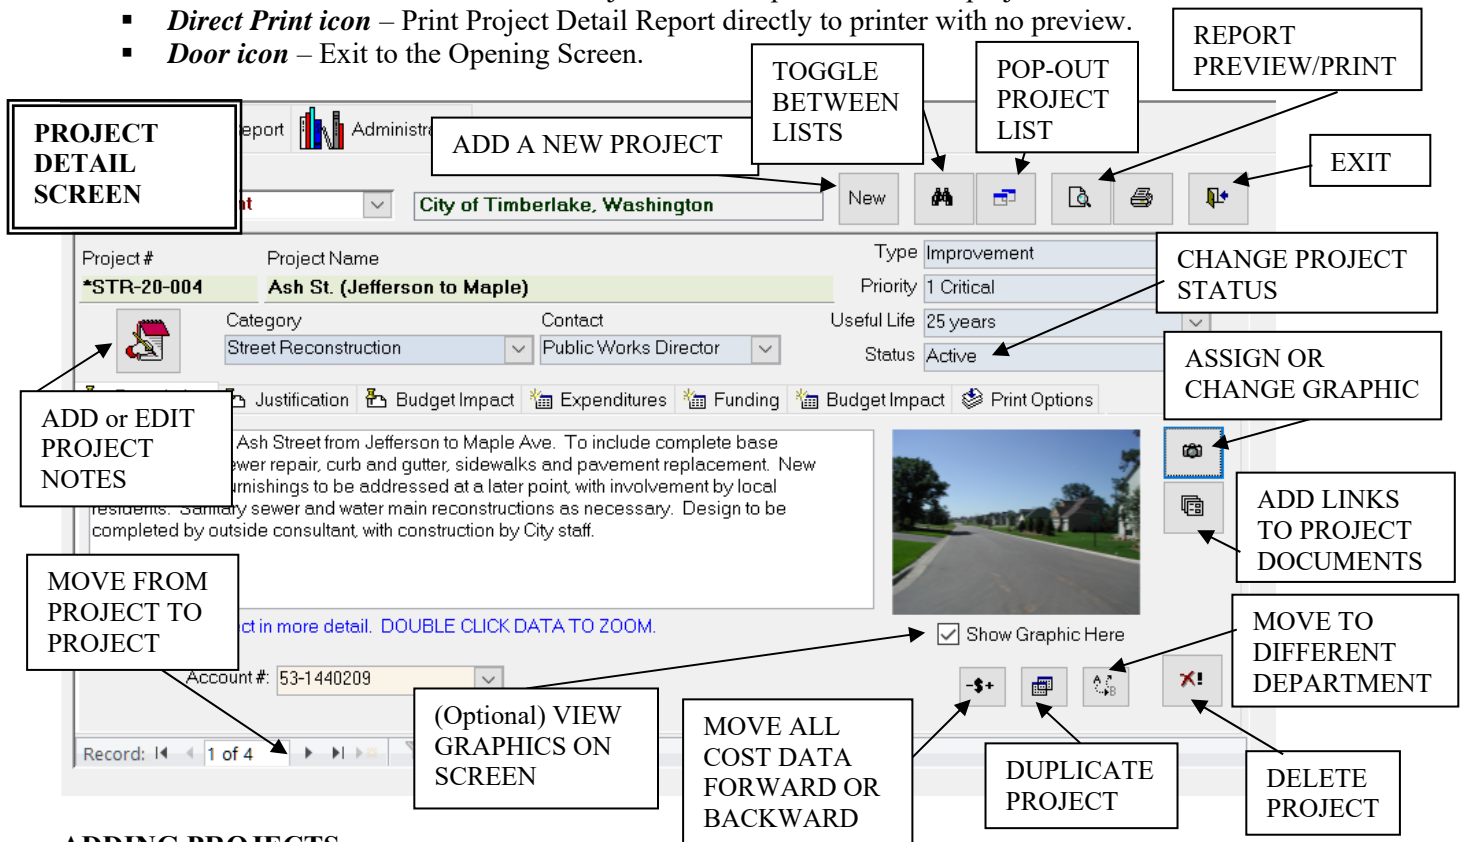 ▪ Direct Print icon – Print Project Detail Report directly to printer with no preview.
▪ Door icon – Exit to the Opening Screen.
REPORT
PREVIEW/PRINT
TOGGLE
BETWEEN
LISTS
POP-OUT
PROJECT
LIST
PROJECT
DETAIL
SCREEN
ADD A NEW PROJECT
EXIT
City of Timberlake, Washington
New
Project #
Project Name
Type Improvement
*STR-20-004
Ash St. (Jefferson to Maple)
Priority 1 Critical
CHANGE PROJECT
STATUS
Category
Contact
Useful Life 25 years
Street Reconstruction
Public Works Director
Status Active
ASSIGN OR
CHANGE GRAPHIC
Justification Budget Impact Expenditures Funding Budget Impact Print Options
ADD or EDIT
PROJECT
NOTES
Ash Street from Jefferson to Maple Ave. To include complete base
repair, curb and gutter, sidewalks and pavement replacement. New
to be addressed at a later point, with involvement by local
residents. Sanitary sewer and water main reconstructions as necessary. Design to be
completed by outside consultant, with construction by City staff.
ADD LINKS
TO PROJECT
DOCUMENTS
MOVE FROM
PROJECT TO
PROJECT
in more detail. DOUBLE CLICK DATA TO ZOOM.
Show Graphic Here
MOVE TO
DIFFERENT
DEPARTMENT
Account #: 53-1440209
-$+
A B
X!
(Optional) VIEW
GRAPHICS ON
SCREEN
MOVE ALL
COST DATA
FORWARD OR
BACKWARD
DUPLICATE
PROJECT
DELETE
PROJECT
Record: 1 of 4
ADDING PROJECTS